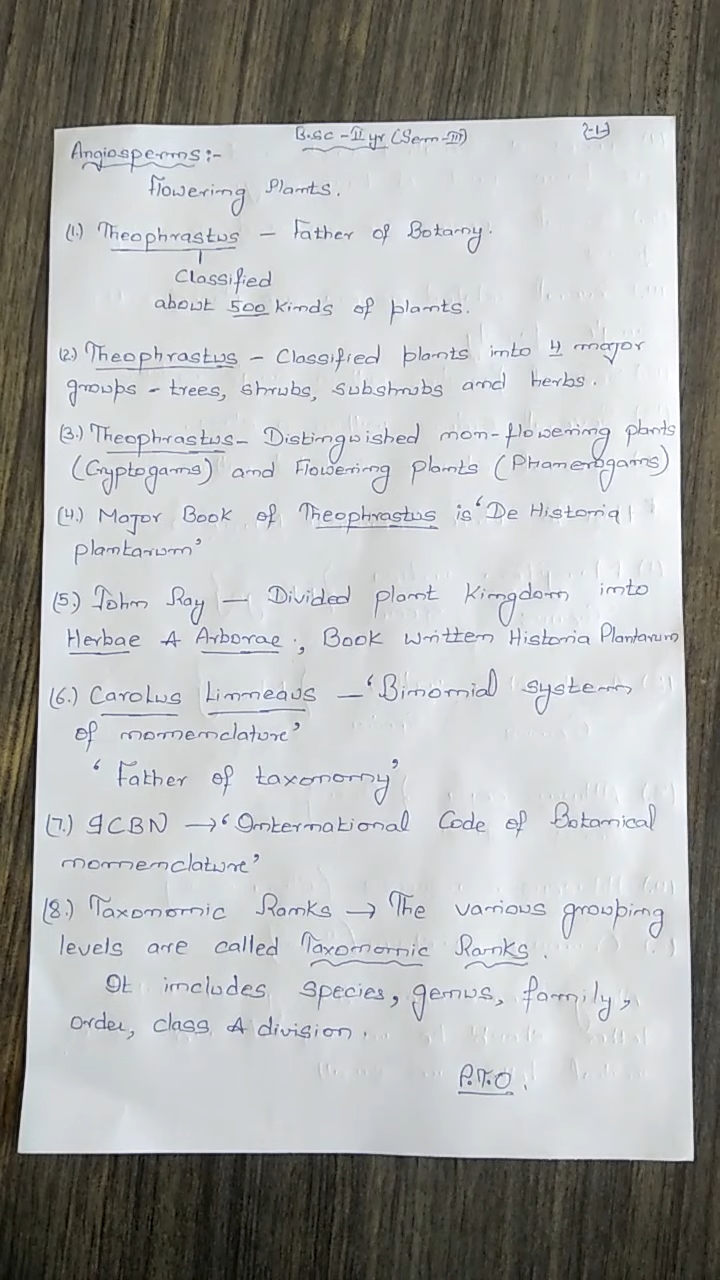 B.sc - II yr (Sem-III)
Angiosperms :-
Flowering Plants.
(1.) Theophrastus - Father of Botany.
Classified
about 500 kinds of plants.
(2.) Theophrastus - Classified plants into 4 major
groups - trees, shrubs, substrubs and herbs.
(3.) Theophrastus - Distinguished non-flowering plants
(Cryptogams) and Flowering plants (Phanerogams)
(4.) Major Book of Theophrastus is 'De Historia
plantarum'
(5.) John Ray - Divided plant Kingdom into
Herbae & Arborae ; Book written Historia Plantarum
(6.) Carolus Linneaus - 'Binomial system
of nomenclature'
'Father of taxonomy'
(7.) ICBN → 'International Code of Botanical
nomenclature'
(8.) Taxonomic Ranks → The various grouping
levels are called Taxonomic Ranks.
It includes species, genus, family,
order, class & division.
P.T.O.